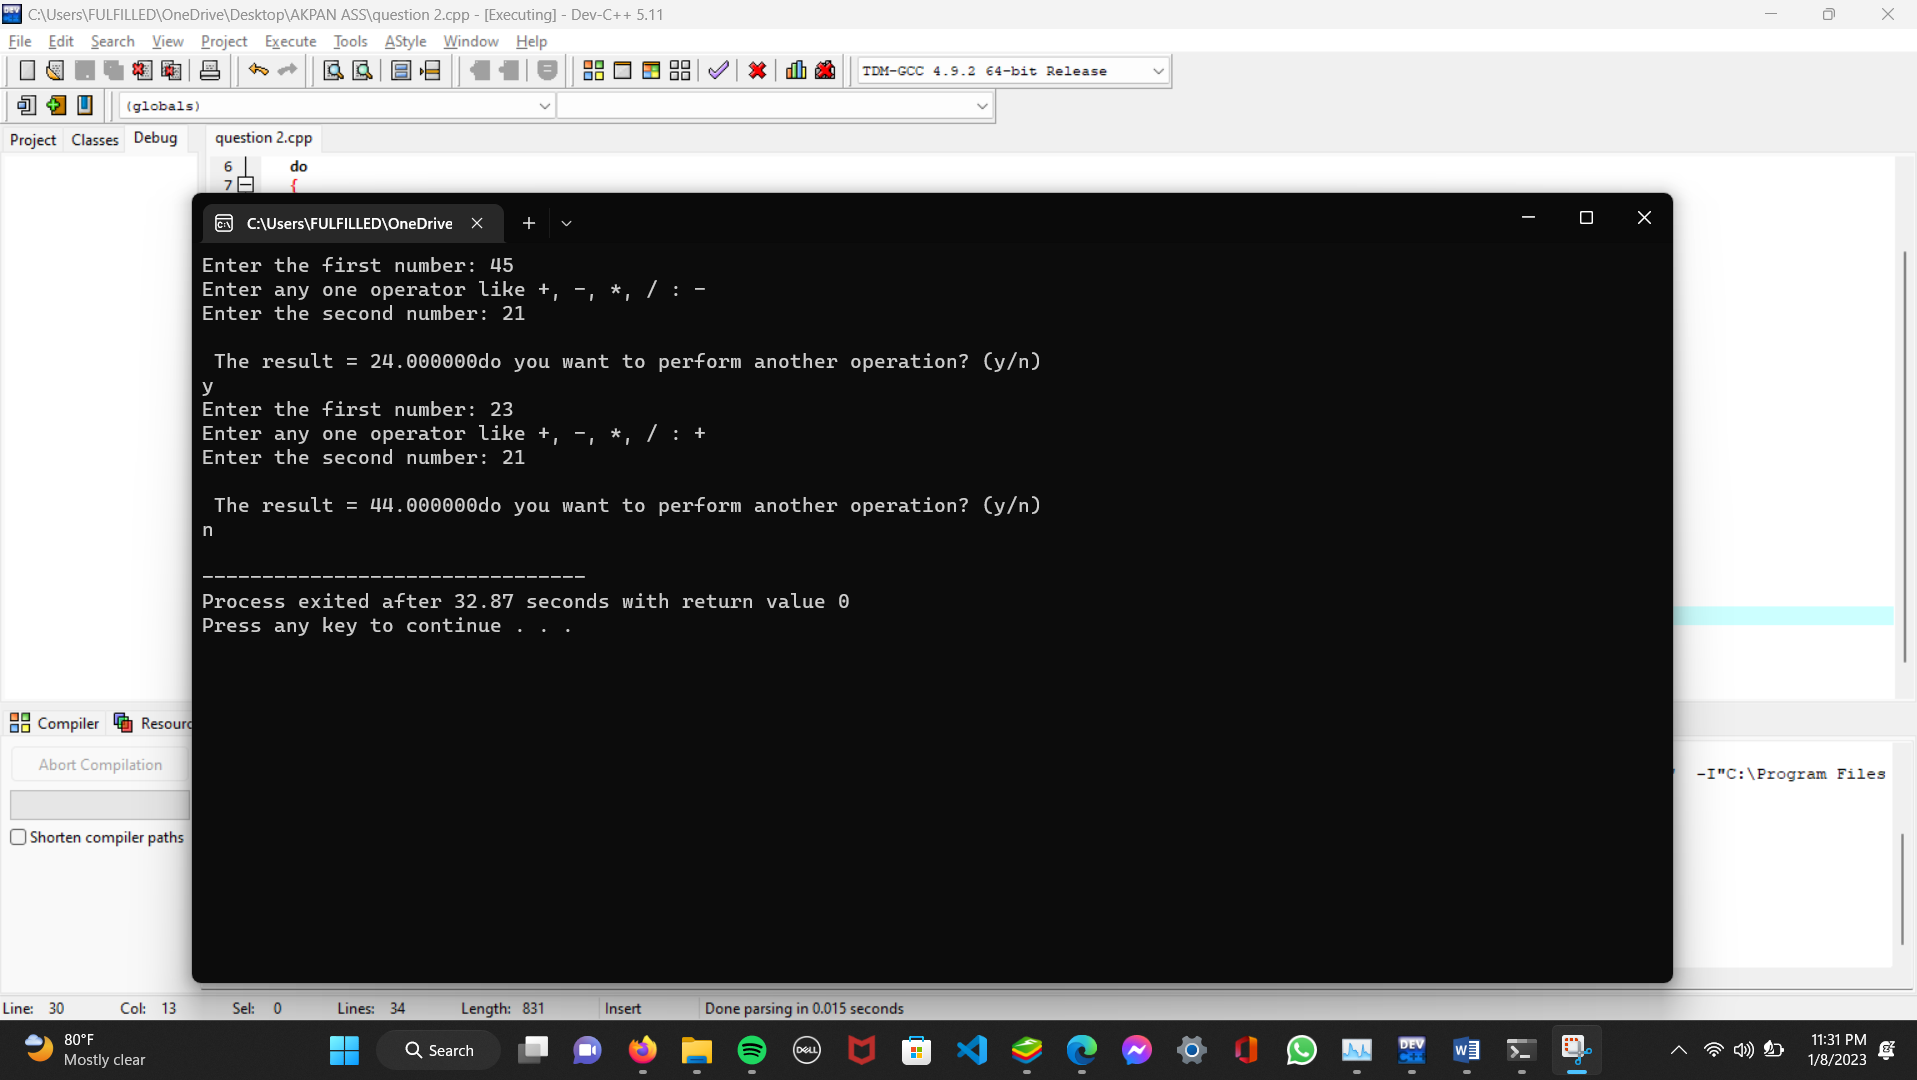 C:\Users\FULFILLED\OneDrive\Desktop\AKPAN ASS\question 2.cpp - [Executing] - Dev-C++ 5.11
File Edit Search View Project Execute Tools AStyle Window Help
TDM-GCC 4.9.2 64-bit Release
(globals)
Project Classes Debug question 2.cpp
6 do
7 {
C:\Users\FULFILLED\OneDrive
Enter the first number: 45
Enter any one operator like +, -, *, / : -
Enter the second number: 21
The result = 24.000000do you want to perform another operation? (y/n)
y
Enter the first number: 23
Enter any one operator like +, -, *, / : +
Enter the second number: 21
The result = 44.000000do you want to perform another operation? (y/n)
n
--------------------------------
Process exited after 32.87 seconds with return value 0
Press any key to continue . . .
Compiler Resourc
Abort Compilation
-I"C:\Program Files
Shorten compiler paths
Line: 30 Col: 13 Sel: 0 Lines: 34 Length: 831 Insert Done parsing in 0.015 seconds
80°F
Mostly clear
Search
DELL
DEV
11:31 PM
1/8/2023